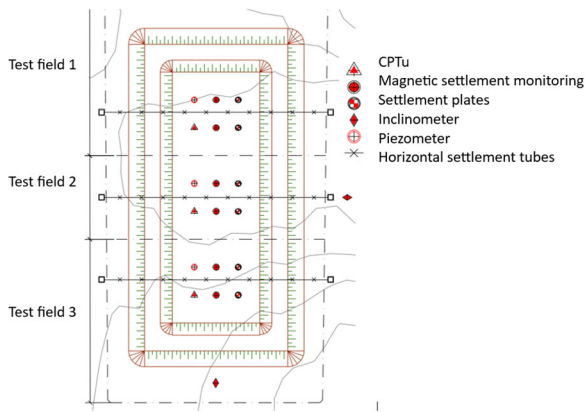 Test field 1
Test field 2
Test field 3
CPTu
Magnetic settlement monitoring
Settlement plates
Inclinometer
Piezometer
Horizontal settlement tubes